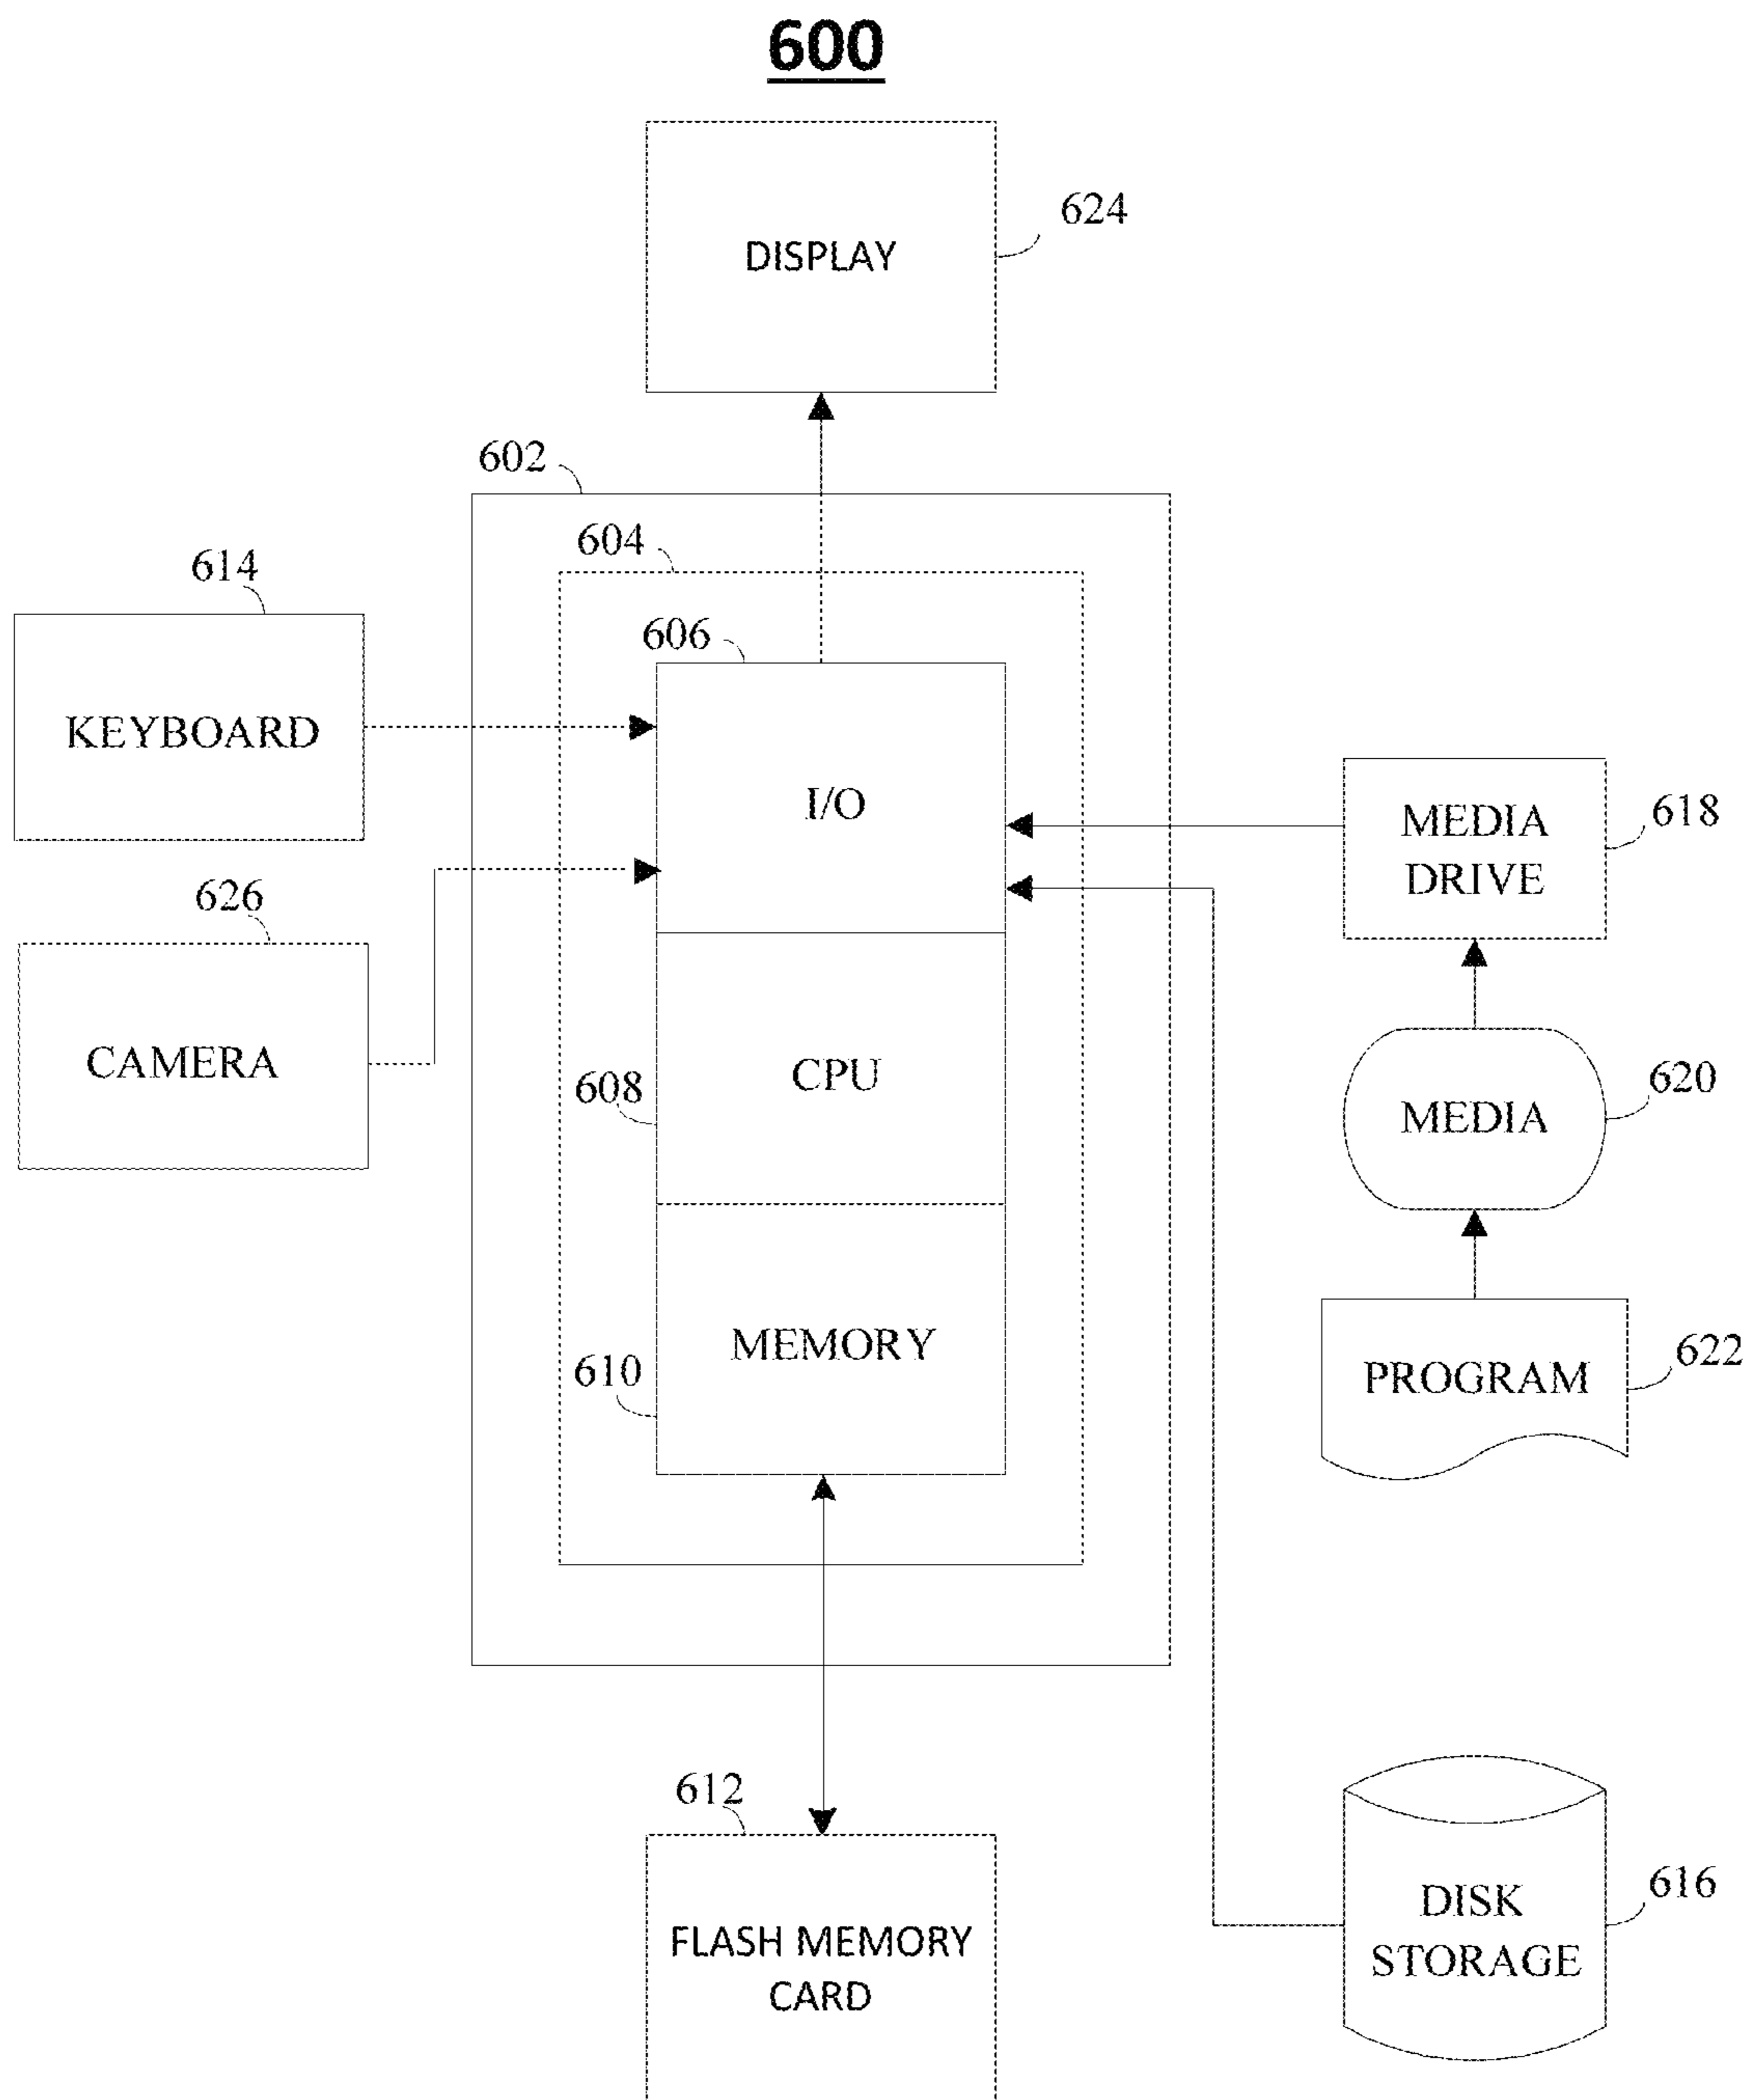 600
DISPLAY
624
602
604
614
606
KEYBOARD
I/O
MEDIA
DRIVE
618
626
CAMERA
CPU
608
MEDIA
620
MEMORY
610
PROGRAM
622
612
FLASH MEMORY
CARD
DISK
STORAGE
616